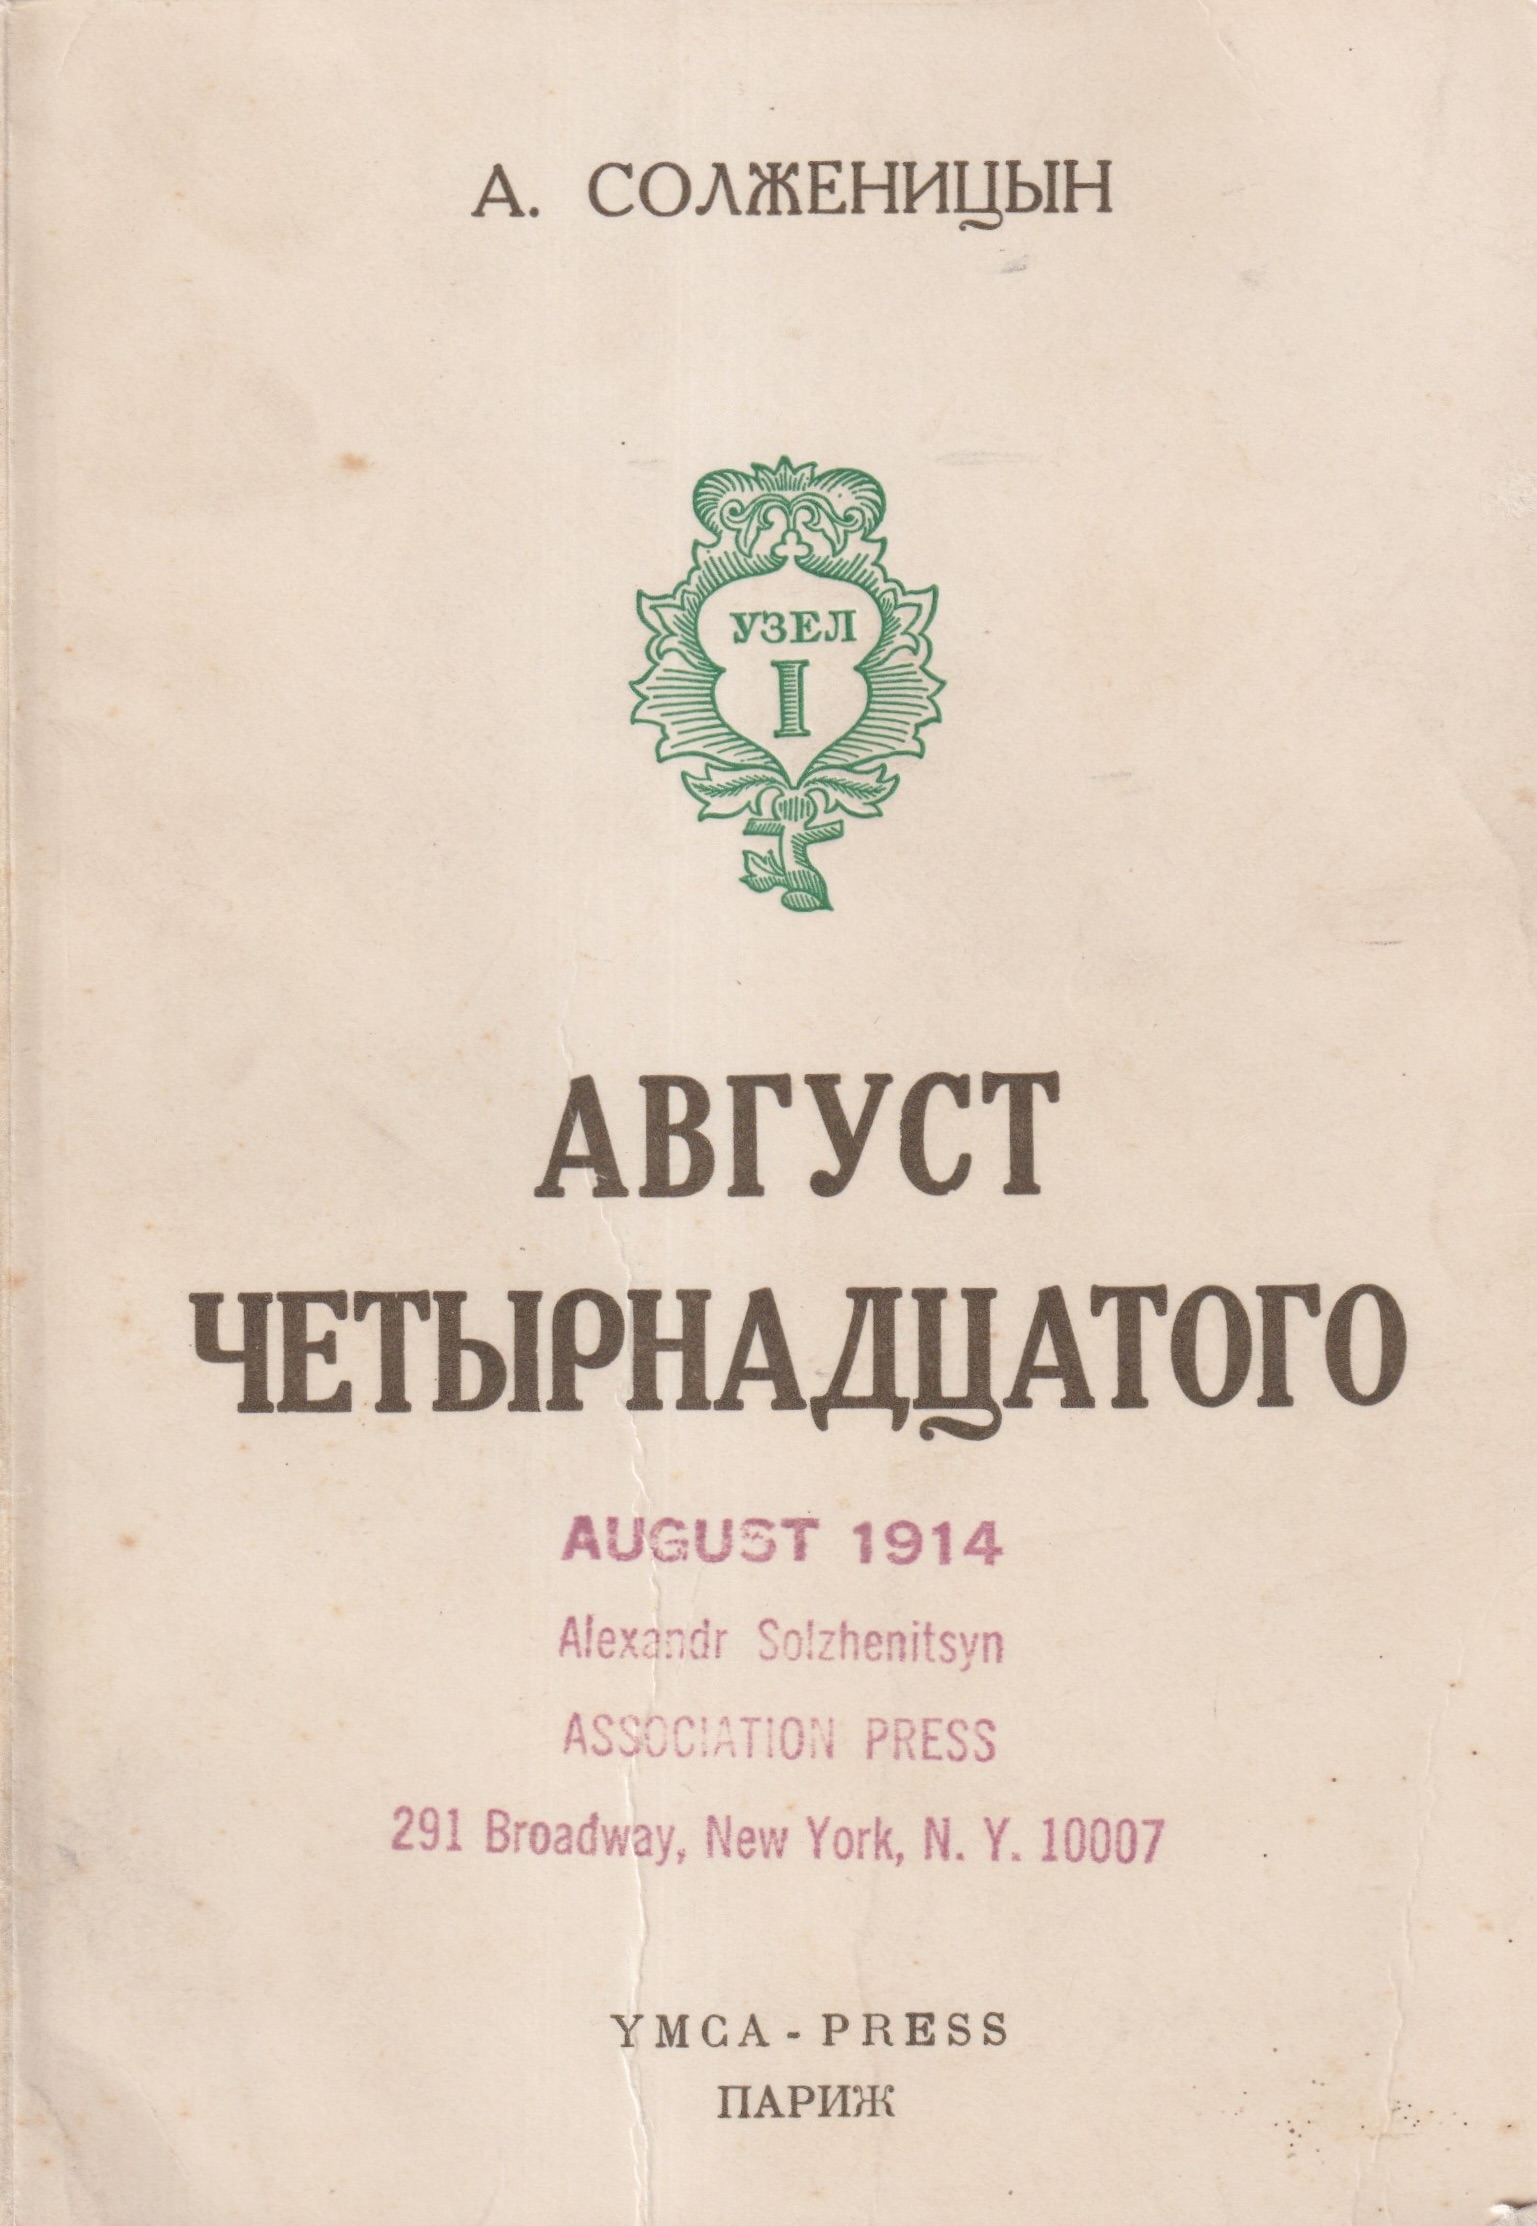 А. СОЛЖЕНИЦЫН
УЗЕЛ
I
АВГУСТ
ЧЕТЫРНАДЦАТОГО
AUGUST 1914
Alexandr Solzhenitsyn
ASSOCIATION PRESS
291 Broadway, New York, N. Y. 10007
YMCA - PRESS
ПАРИЖ